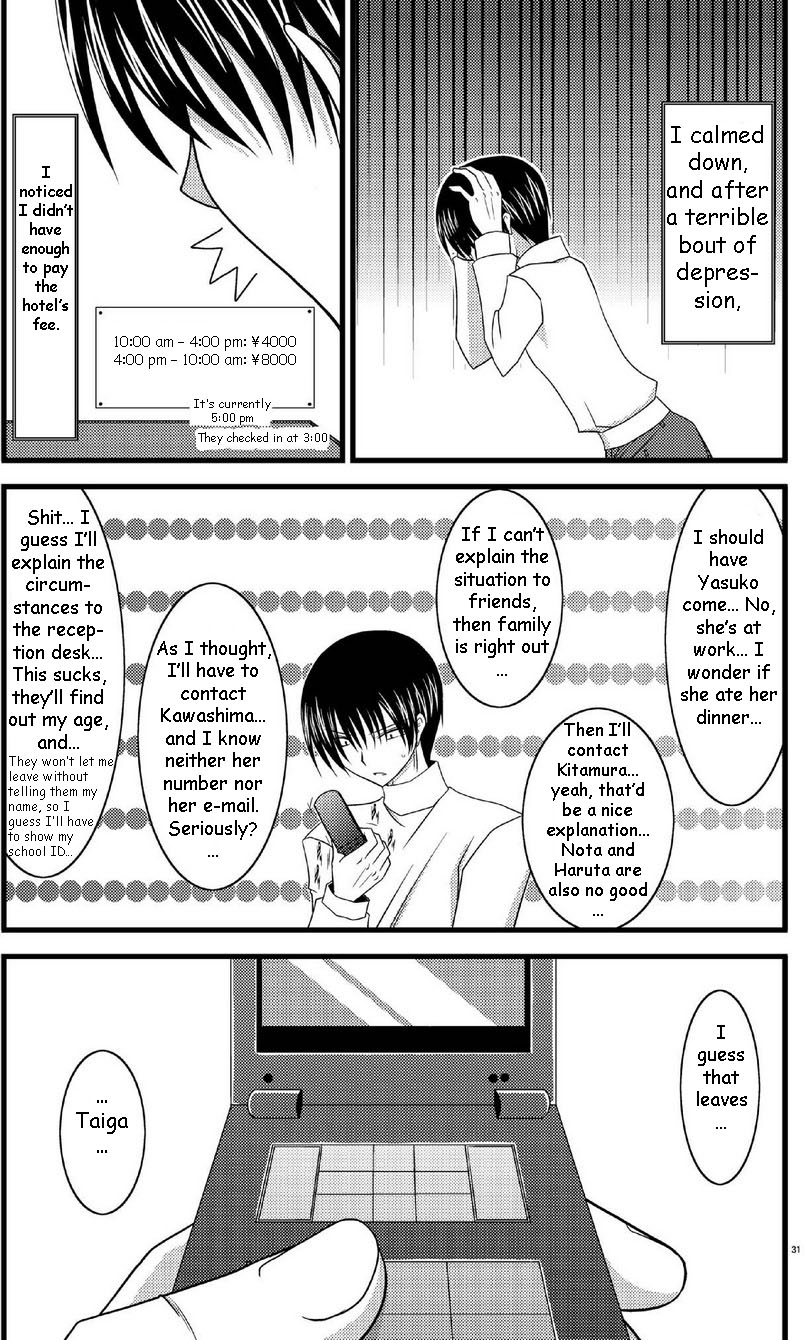 I calmed
down,
and after
a terrible
bout of
depres-
sion,
I
noticed
I didn't
have
enough
to pay
the
hotel's
fee.
10:00 am - 4:00 pm: ¥4000
4:00 pm - 10:00 am: ¥8000
It's currently
5:00 pm
They checked in at 3:00
I should
have
Yasuko
come... No,
she's at
work... I
wonder if
she ate her
dinner...
If I can't
explain the
situation to
friends,
then family
is right out
...
Then I'll
contact
Kitamura...
yeah, that'd
be a nice
explanation...
Nota and
Haruta are
also no good
...
As I thought,
I'll have to
contact
Kawashima...
and I know
neither her
number nor
her e-mail.
Seriously?
...
Shit... I
guess I'll
explain the
circum-
stances to
the recep-
tion desk...
This sucks,
they'll find
out my age,
and...
They won't let me
leave without
telling them my
name, so I
guess I'll have
to show my
school ID...
I
guess
that
leaves
...
...
Taiga
...
31